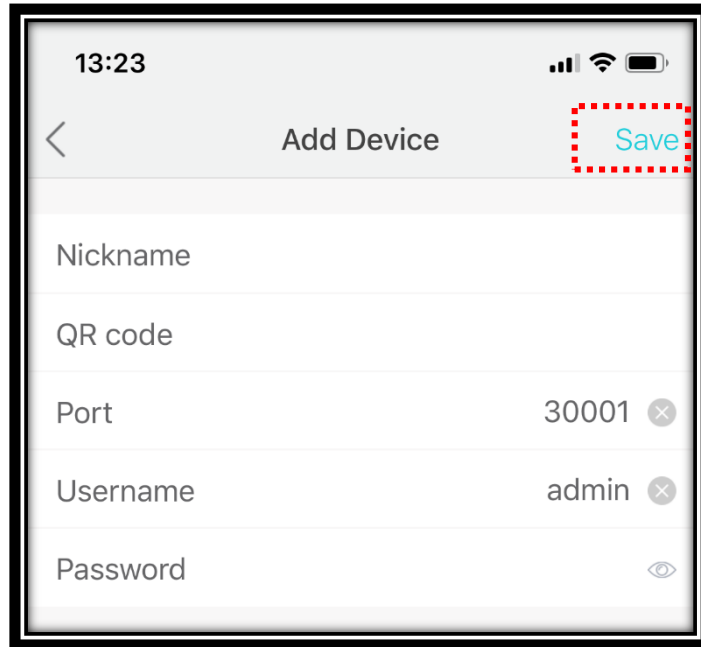 13:23
Add Device Save
Nickname
QR code
Port 30001
Username admin
Password